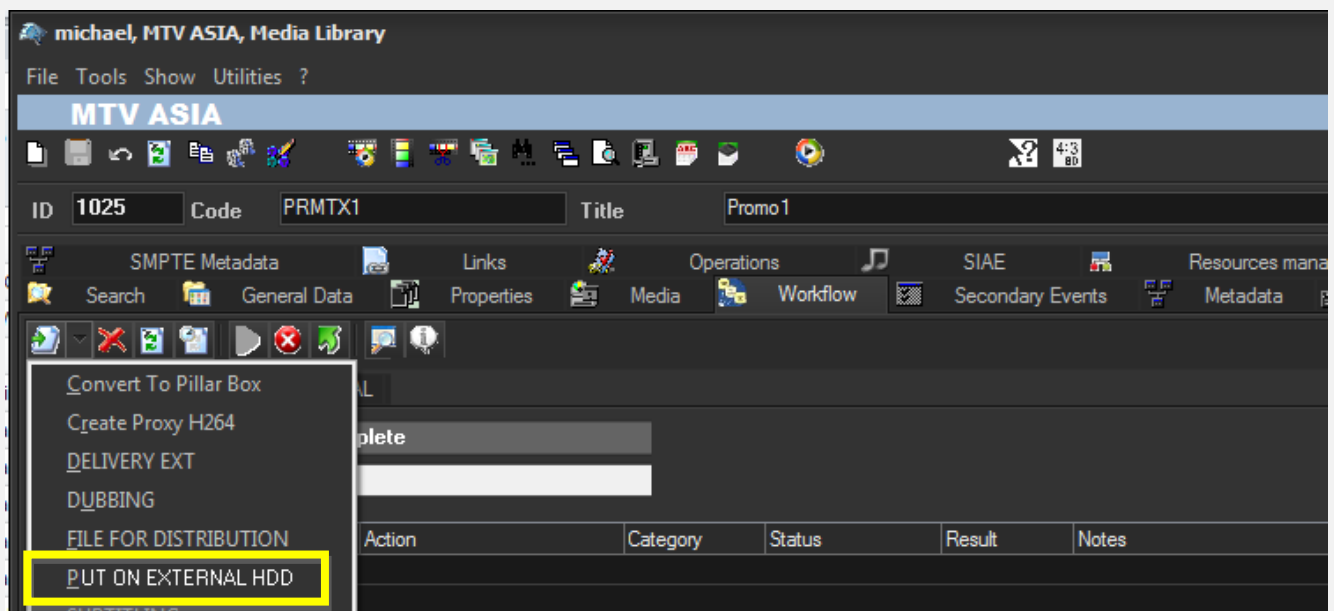 michael, MTV ASIA, Media Library
File Tools Show Utilities ?
MTV ASIA
4:3
ID 1025 Code PRMTX1 Title Promo1
SMPTE Metadata Links Operations SIAE Resources mana
Search General Data Properties Media Workflow Secondary Events Metadata
Convert To Pillar Box
AL
Create Proxy H264
plete
DELIVERY EXT
DUBBING
FILE FOR DISTRIBUTION Action Category Status Result Notes
PUT ON EXTERNAL HDD